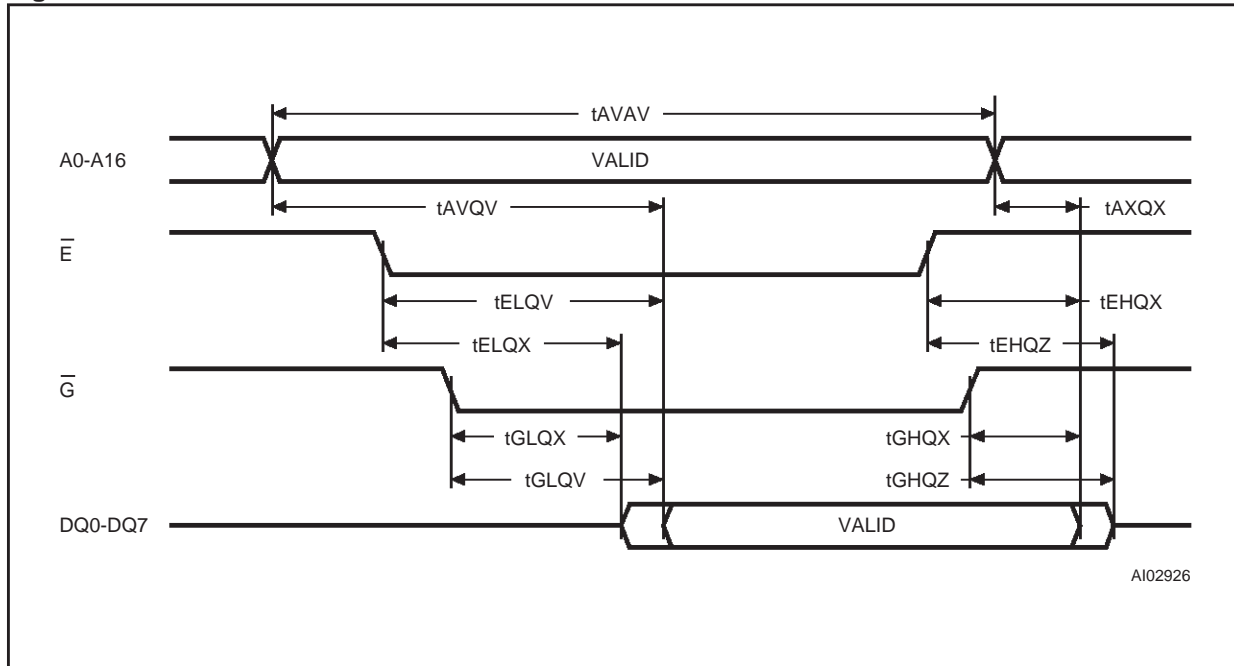 tAVAV
A0-A16
VALID
tAVQV
tAXQX
E
tELQV
tEHQX
tELQX
tEHQZ
G
tGLQX
tGHQX
tGLQV
tGHQZ
DQ0-DQ7
VALID
AI02926